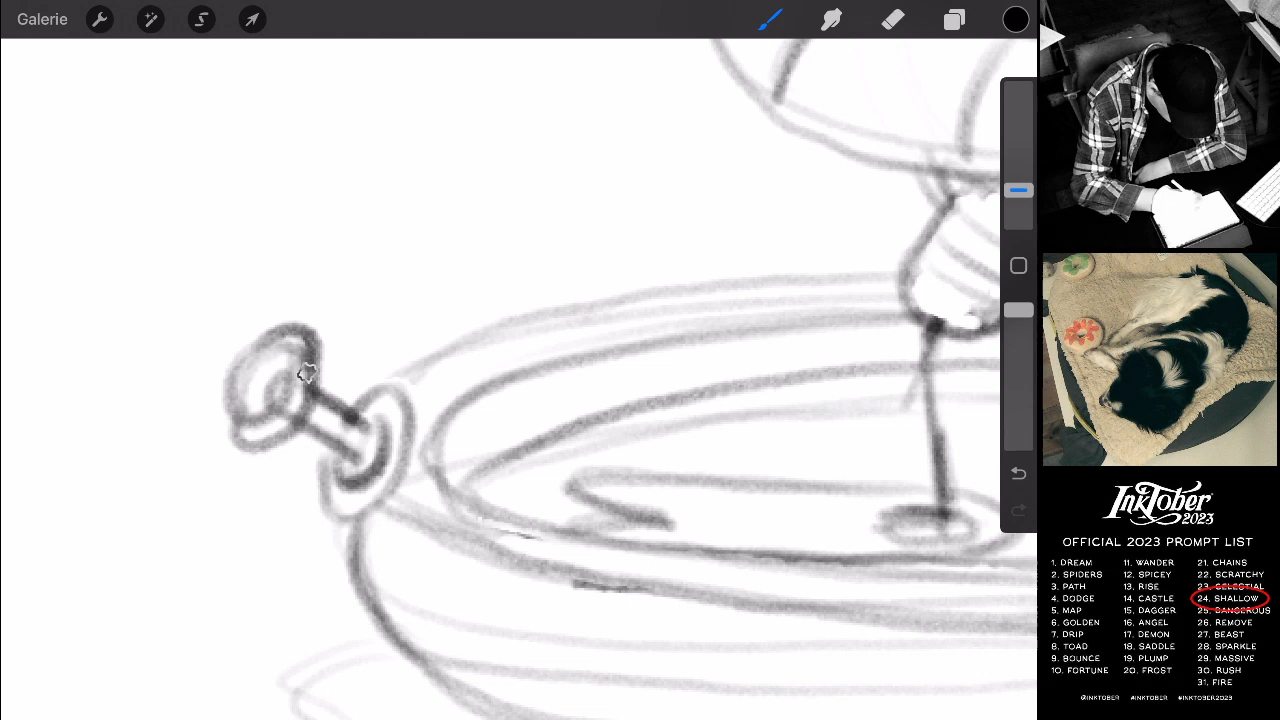 Galerie
INKTOBER
2023
OFFICIAL 2023 PROMPT LIST
1. DREAM
2. SPIDERS
3. PATH
4. DODGE
5. MAP
6. GOLDEN
7. DRIP
8. TOAD
9. BOUNCE
10. FORTUNE
11. WANDER
12. SPICEY
13. RISE
14. CASTLE
15. DAGGER
16. ANGEL
17. DEMON
18. SADDLE
19. PLUMP
20. FROST
21. CHAINS
22. SCRATCHY
23. CELESTIAL
24. SHALLOW
25. DANGEROUS
26. REMOVE
27. BEAST
28. SPARKLE
29. MASSIVE
30. RUSH
31. FIRE
@INKTOBER #INKTOBER #INKTOBER2023